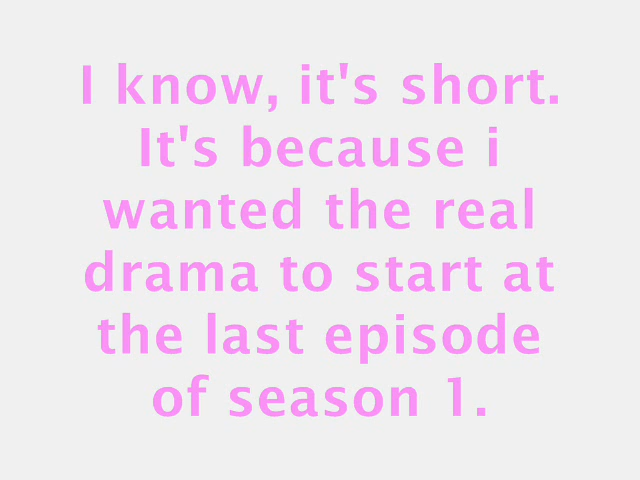 I know, it's short.
It's because i
wanted the real
drama to start at
the last episode
of season 1.